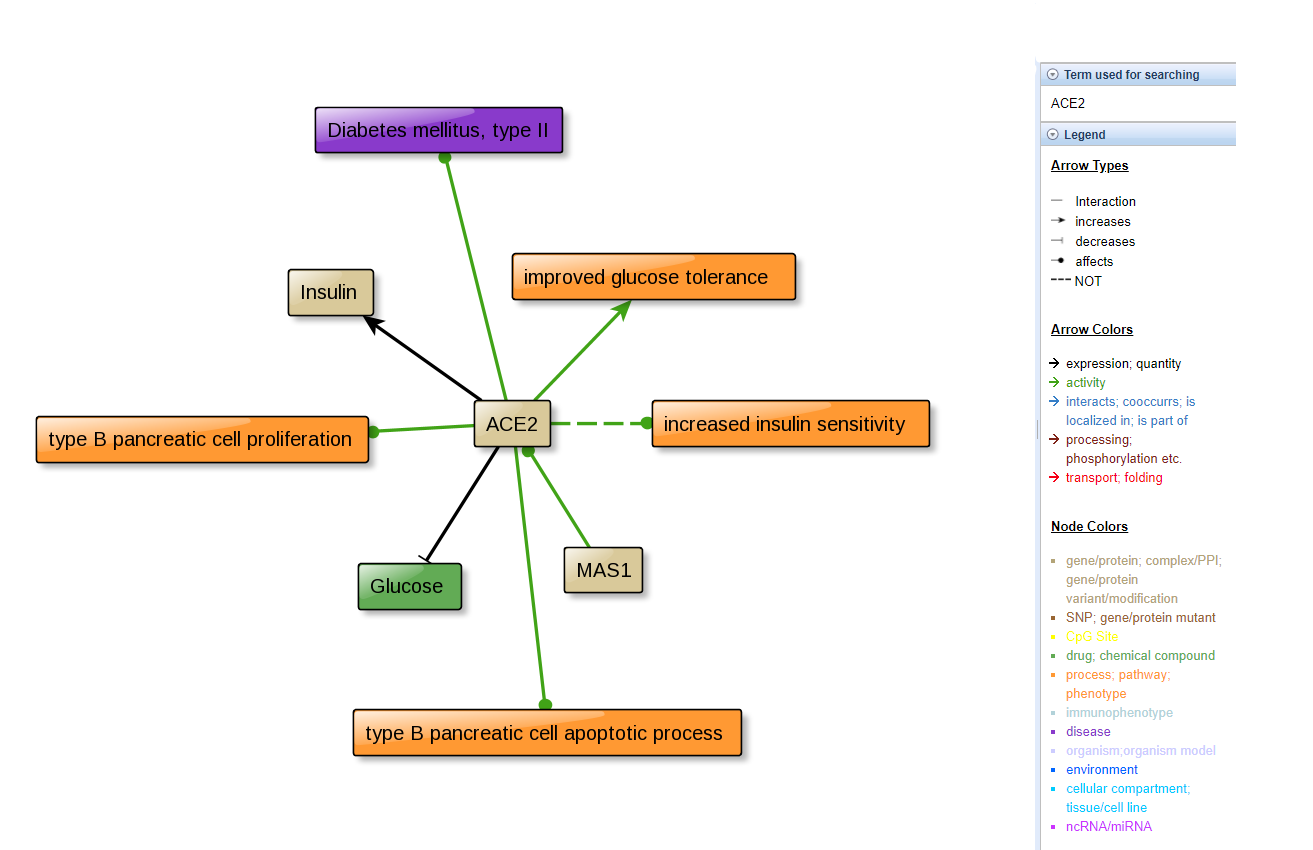 Diabetes mellitus, type II
improved glucose tolerance
Insulin
ACE2
increased insulin sensitivity
type B pancreatic cell proliferation
MAS1
Glucose
type B pancreatic cell apoptotic process
Term used for searching
ACE2
Legend
Arrow Types
Interaction
increases
decreases
affects
NOT
Arrow Colors
expression; quantity
activity
interacts; cooccurrs; is
localized in; is part of
processing;
phosphorylation etc.
transport; folding
Node Colors
gene/protein; complex/PPI;
gene/protein
variant/modification
SNP; gene/protein mutant
CpG Site
drug; chemical compound
process; pathway;
phenotype
immunophenotype
disease
organism;organism model
environment
cellular compartment;
tissue/cell line
ncRNA/miRNA